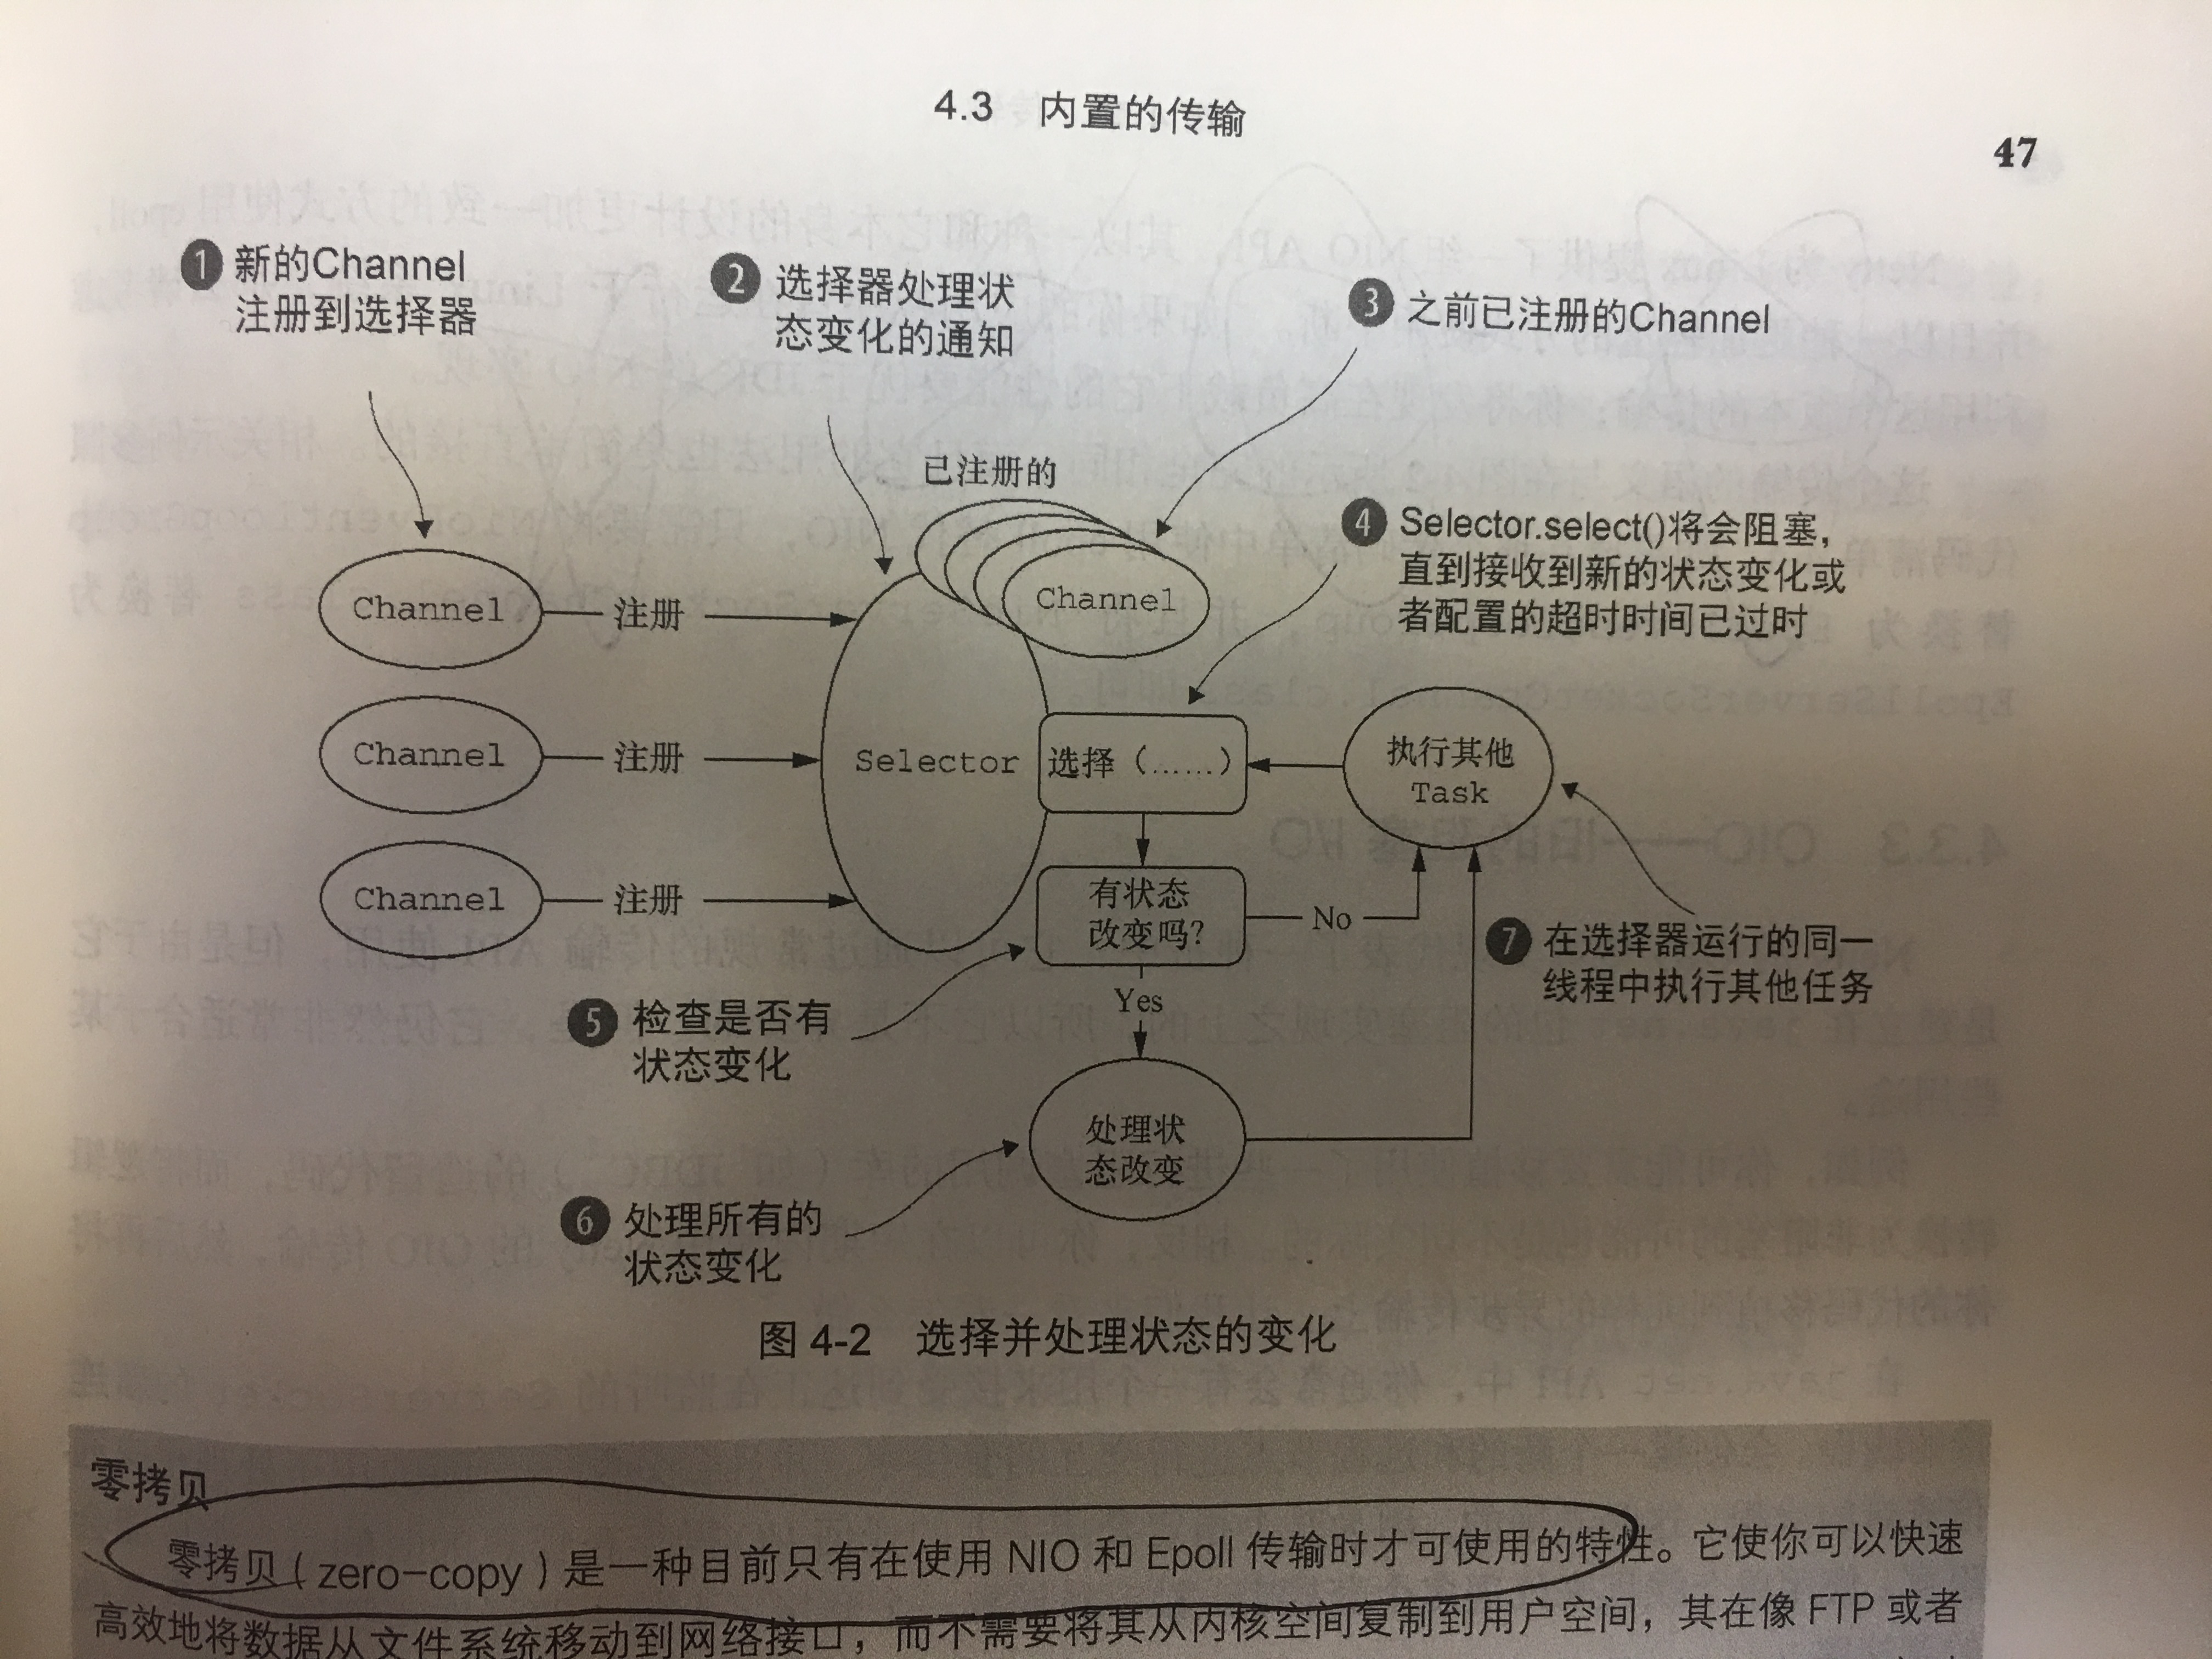 4.3 内置的传输
47
❶ 新的Channel
注册到选择器
❷ 选择器处理状
态变化的通知
❸ 之前已注册的Channel
已注册的
Channel
注册
Channel
注册
Channel
注册
Selector
Channel
❹ Selector.select()将会阻塞，
直到接收到新的状态变化或
者配置的超时时间已过时
选择（……）
执行其他
Task
有状态
改变吗?
No
Yes
处理状
态改变
❺ 检查是否有
状态变化
❻ 处理所有的
状态变化
❼ 在选择器运行的同一
线程中执行其他任务
图 4-2 选择并处理状态的变化
零拷贝
零拷贝（zero-copy）是一种目前只有在使用 NIO 和 Epoll 传输时才可使用的特性。它使你可以快速
高效地将数据从文件系统移动到网络接口，而不需要将其从内核空间复制到用户空间，其在像 FTP 或者